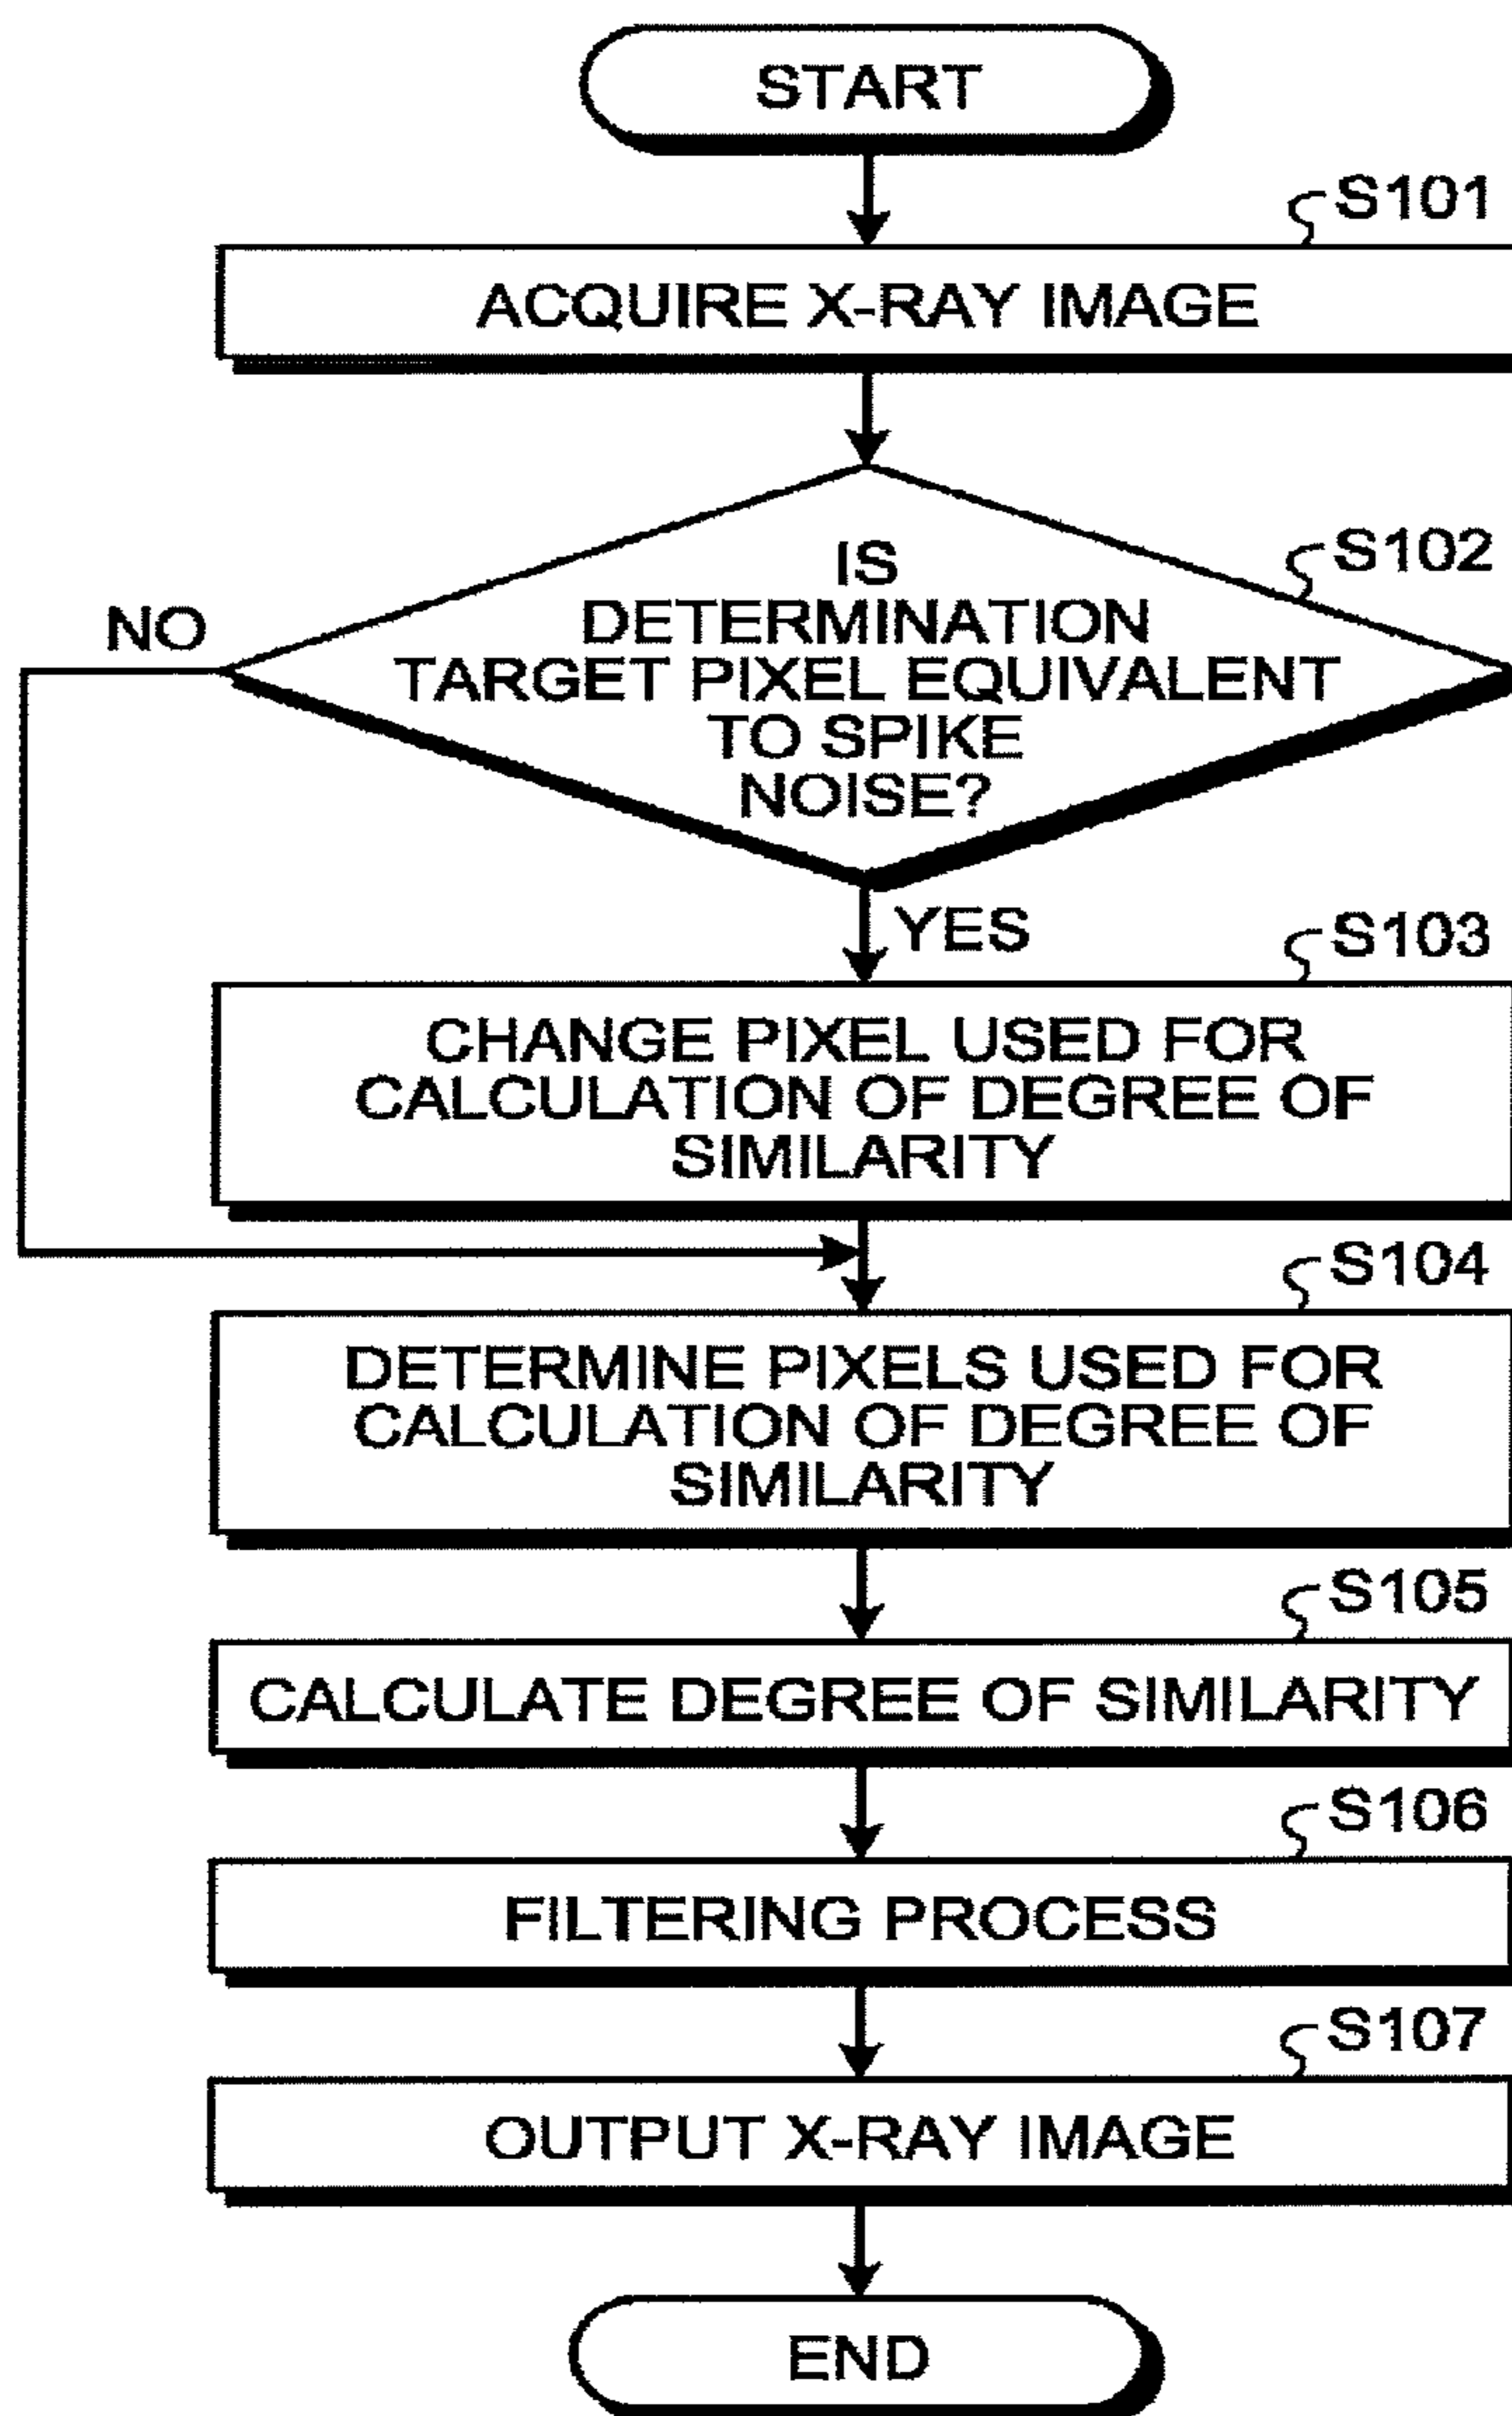 START
S101
ACQUIRE X-RAY IMAGE
S102
IS
DETERMINATION
TARGET PIXEL EQUIVALENT
TO SPIKE
NOISE?
NO
YES
S103
CHANGE PIXEL USED FOR
CALCULATION OF DEGREE OF
SIMILARITY
S104
DETERMINE PIXELS USED FOR
CALCULATION OF DEGREE OF
SIMILARITY
S105
CALCULATE DEGREE OF SIMILARITY
S106
FILTERING PROCESS
S107
OUTPUT X-RAY IMAGE
END